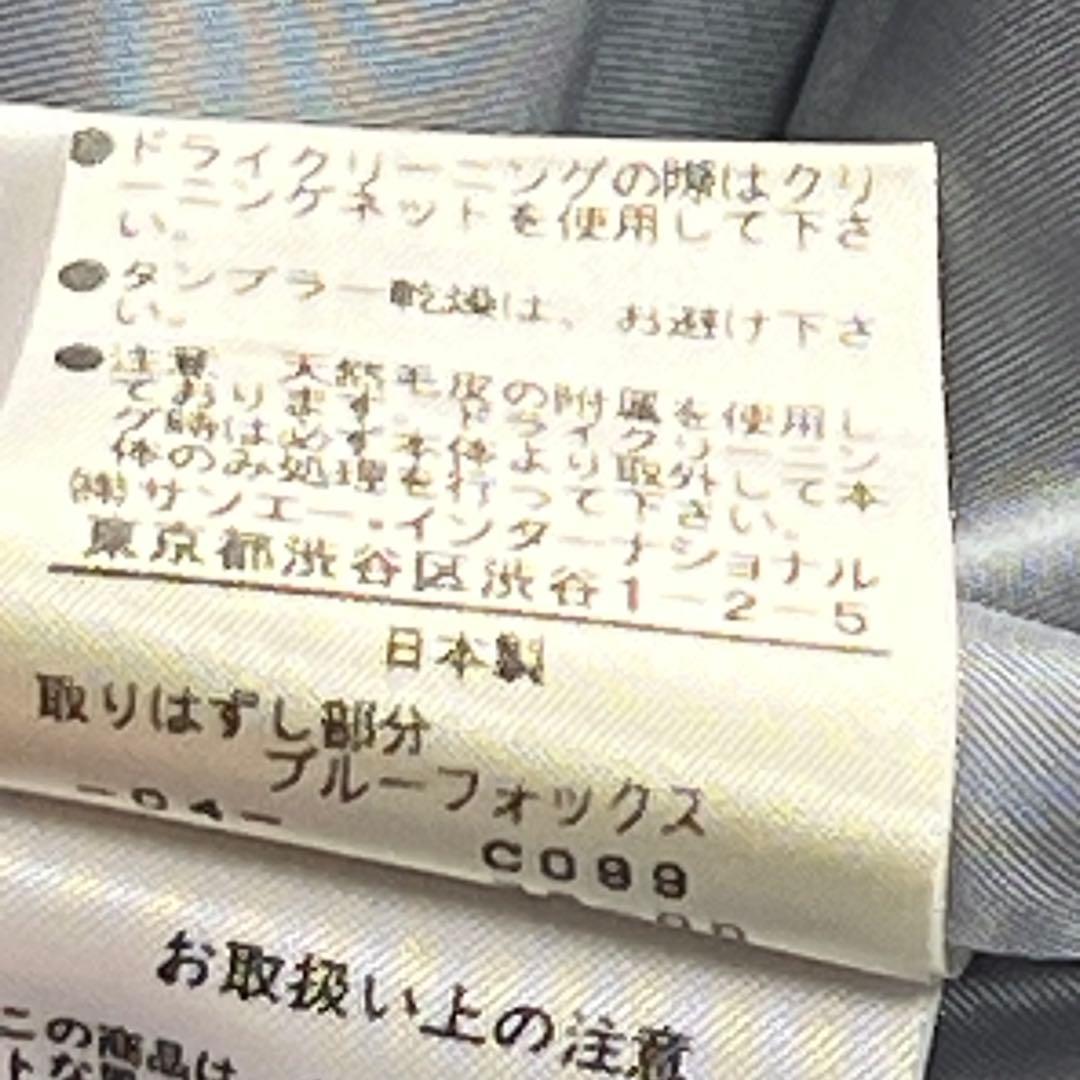 ●ドライクリーニングの際はクリ
ーニングネットを使用して下さ
い。
●タンブラー乾燥は、お避け下さ
い。
●注意 天然毛皮の附属を使用し
ております。ドライクリーニン
グ時は必ず本体より取外して本
体のみ処理を行って下さい。
㈱サンエー・インターナショナル
東京都渋谷区渋谷1-2-5
日本製
取りはずし部分
ブルーフォックス
C099
お取扱い上の注意
この商品は